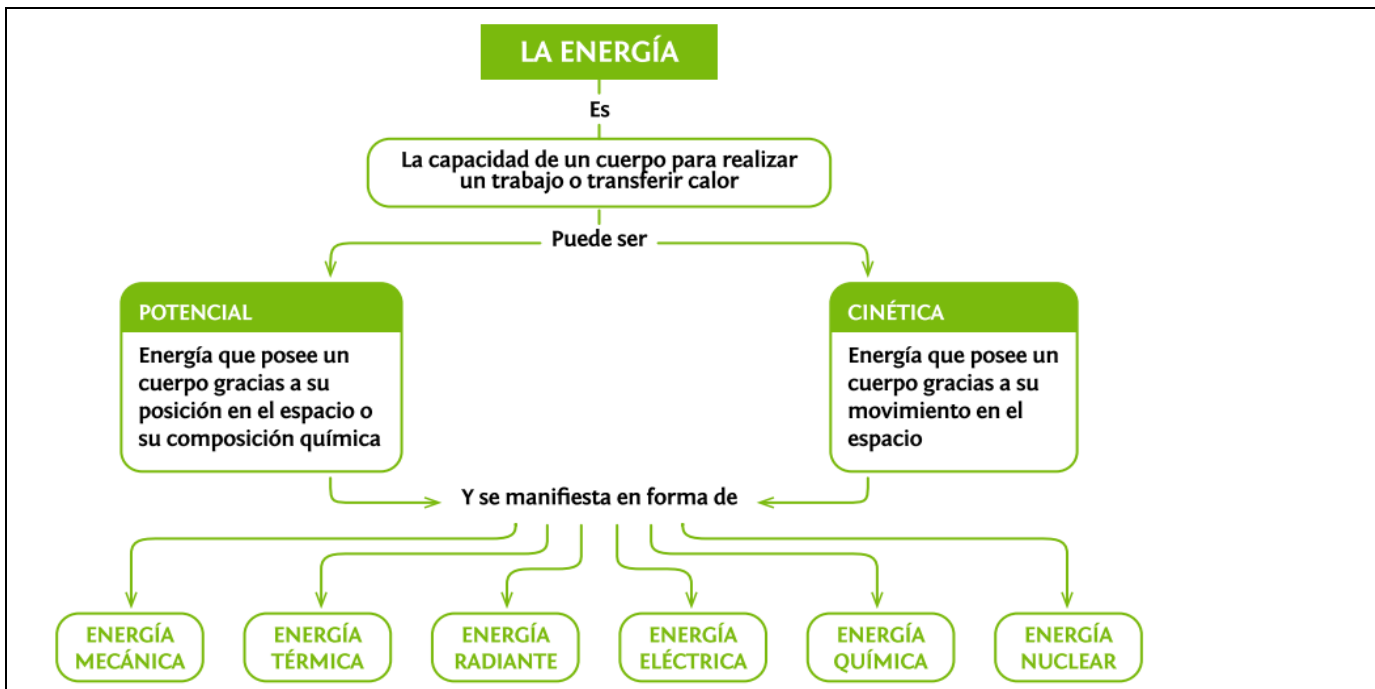 LA ENERGÍA
Es
La capacidad de un cuerpo para realizar
un trabajo o transferir calor
Puede ser
POTENCIAL
Energía que posee un
cuerpo gracias a su
posición en el espacio o
su composición química
CINÉTICA
Energía que posee un
cuerpo gracias a su
movimiento en el
espacio
Y se manifiesta en forma de
ENERGÍA
MECÁNICA
ENERGÍA
TÉRMICA
ENERGÍA
RADIANTE
ENERGÍA
ELÉCTRICA
ENERGÍA
QUÍMICA
ENERGÍA
NUCLEAR